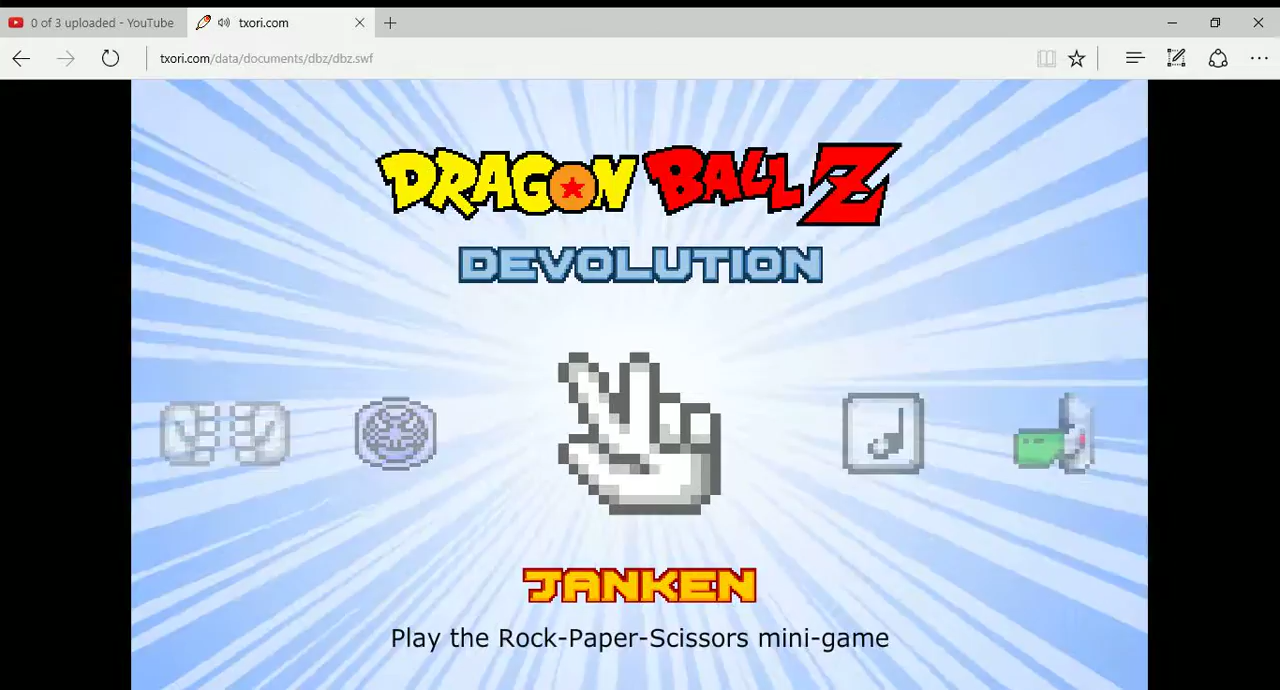 0 of 3 uploaded - YouTube
txori.com
txori.com/data/documents/dbz/dbz.swf
DRAGON BALL Z
DEVOLUTION
JANKEN
Play the Rock-Paper-Scissors mini-game